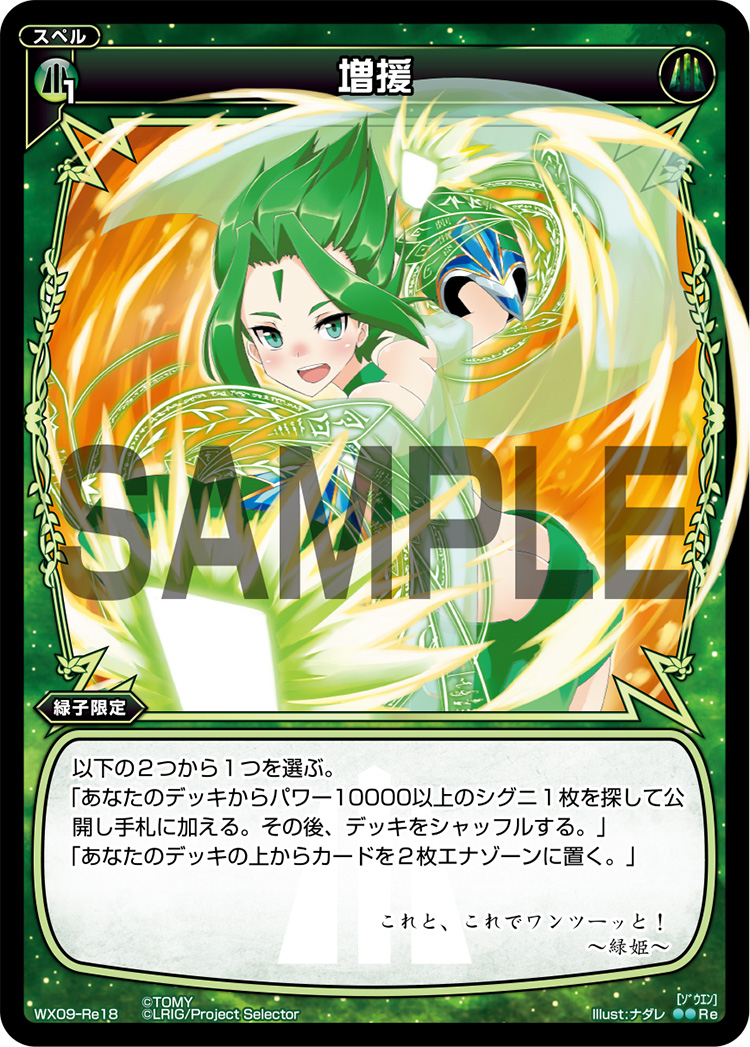 スペル
増援
1
SAMPLE
緑子限定
以下の2つから1つを選ぶ。
「あなたのデッキからパワー10000以上のシグニ1枚を探して公
開し手札に加える。その後、デッキをシャッフルする。」
「あなたのデッキの上からカードを2枚エナゾーンに置く。」
これと、これでワンツーッと！
～緑姫～
©TOMY
[ゾウエン]
WX09-Re18 ©LRIG/Project Selector Illust:ナダレ Re